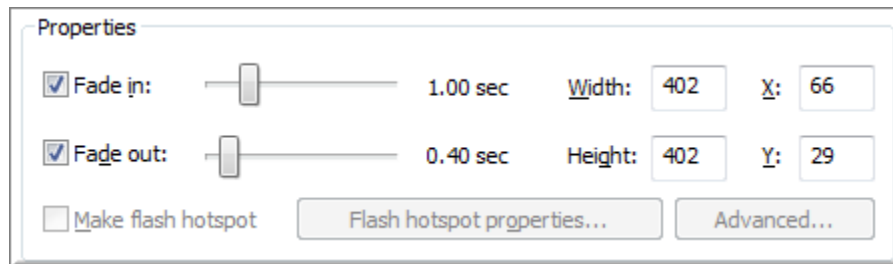 Properties
Fade in: 1.00 sec Width: 402 X: 66
Fade out: 0.40 sec Height: 402 Y: 29
Make flash hotspot Flash hotspot properties... Advanced...